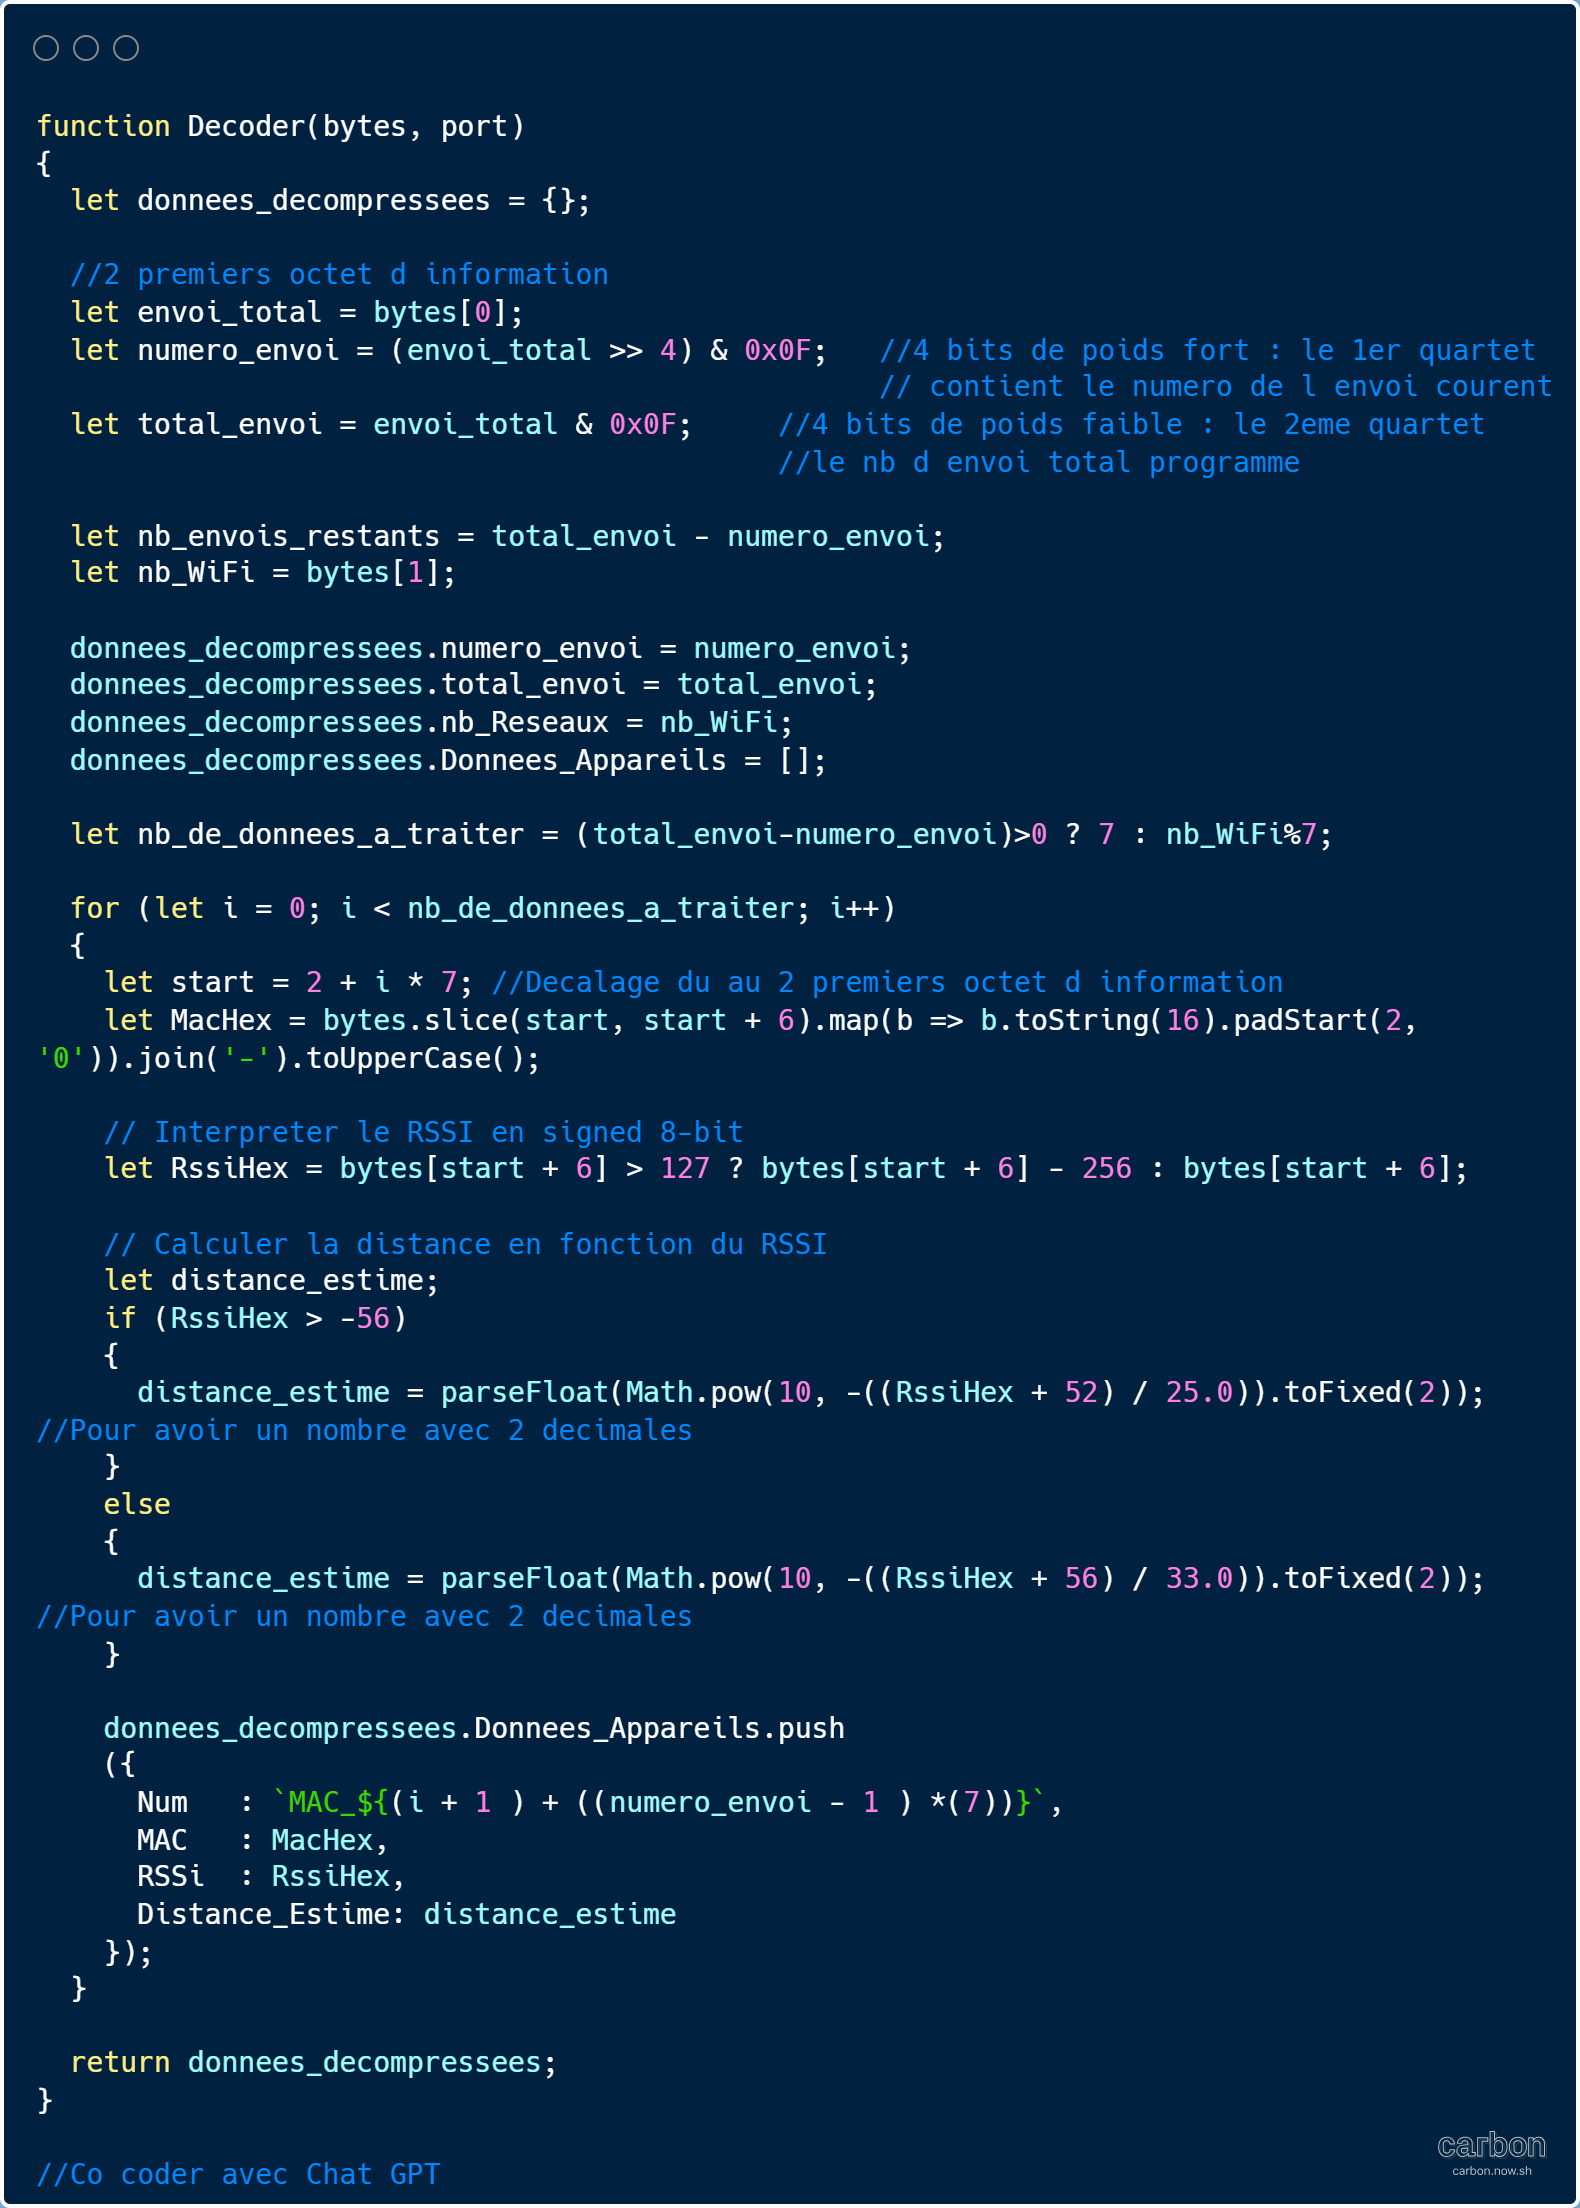 function Decoder(bytes, port)
{
  let donnees_decompressees = {};

  //2 premiers octet d information
  let envoi_total = bytes[0];
  let numero_envoi = (envoi_total >> 4) & 0x0F;   //4 bits de poids fort : le 1er quartet
                                                  // contient le numero de l envoi courent
  let total_envoi = envoi_total & 0x0F;     //4 bits de poids faible : le 2eme quartet
                                            //le nb d envoi total programme

  let nb_envois_restants = total_envoi - numero_envoi;
  let nb_WiFi = bytes[1];

  donnees_decompressees.numero_envoi = numero_envoi;
  donnees_decompressees.total_envoi = total_envoi;
  donnees_decompressees.nb_Reseaux = nb_WiFi;
  donnees_decompressees.Donnees_Appareils = [];

  let nb_de_donnees_a_traiter = (total_envoi-numero_envoi)>0 ? 7 : nb_WiFi%7;

  for (let i = 0; i < nb_de_donnees_a_traiter; i++)
  {
    let start = 2 + i * 7; //Decalage du au 2 premiers octet d information
    let MacHex = bytes.slice(start, start + 6).map(b => b.toString(16).padStart(2,
'0')).join('-').toUpperCase();

    // Interpreter le RSSI en signed 8-bit
    let RssiHex = bytes[start + 6] > 127 ? bytes[start + 6] - 256 : bytes[start + 6];

    // Calculer la distance en fonction du RSSI
    let distance_estime;
    if (RssiHex > -56)
    {
      distance_estime = parseFloat(Math.pow(10, -((RssiHex + 52) / 25.0)).toFixed(2));
//Pour avoir un nombre avec 2 decimales
    }
    else
    {
      distance_estime = parseFloat(Math.pow(10, -((RssiHex + 56) / 33.0)).toFixed(2));
//Pour avoir un nombre avec 2 decimales
    }

    donnees_decompressees.Donnees_Appareils.push
    ({
      Num   : `MAC_${(i + 1 ) + ((numero_envoi - 1 ) *(7))}`,
      MAC   : MacHex,
      RSSi  : RssiHex,
      Distance_Estime: distance_estime
    });
  }

  return donnees_decompressees;
}

//Co coder avec Chat GPT
carbon
carbon.now.sh